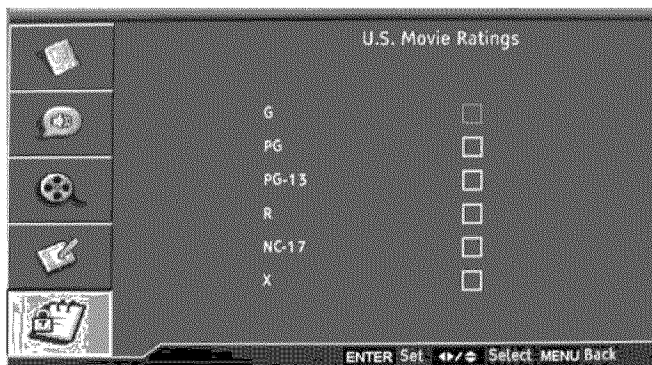 U.S. Movie Ratings
G
PG
PG-13
R
NC-17
X
ENTER Set Select MENU Back